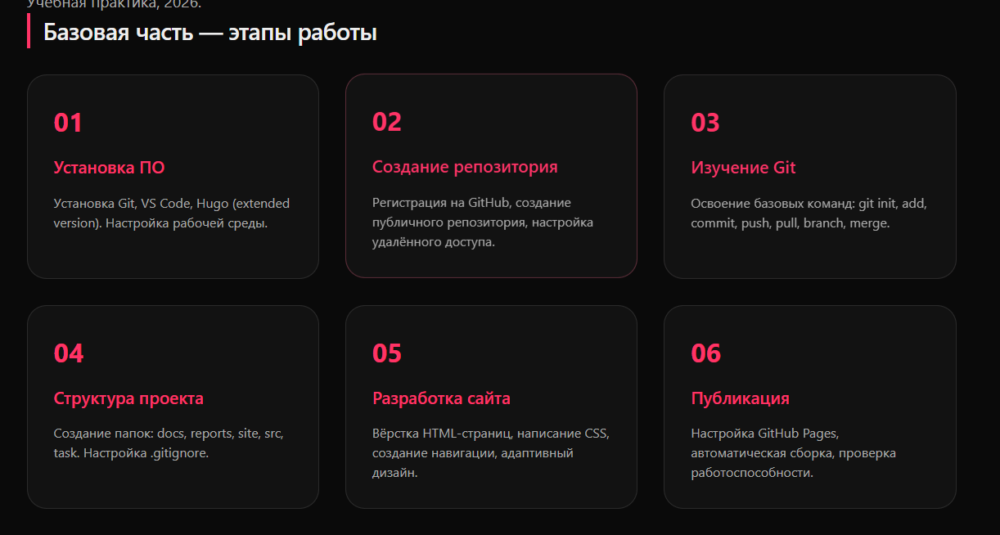 Учебная практика, 2026.
Базовая часть — этапы работы
01
Установка ПО
Установка Git, VS Code, Hugo (extended
version). Настройка рабочей среды.
02
Создание репозитория
Регистрация на GitHub, создание
публичного репозитория, настройка
удалённого доступа.
03
Изучение Git
Освоение базовых команд: git init, add,
commit, push, pull, branch, merge.
04
Структура проекта
Создание папок: docs, reports, site, src,
task. Настройка .gitignore.
05
Разработка сайта
Вёрстка HTML-страниц, написание CSS,
создание навигации, адаптивный
дизайн.
06
Публикация
Настройка GitHub Pages,
автоматическая сборка, проверка
работоспособности.